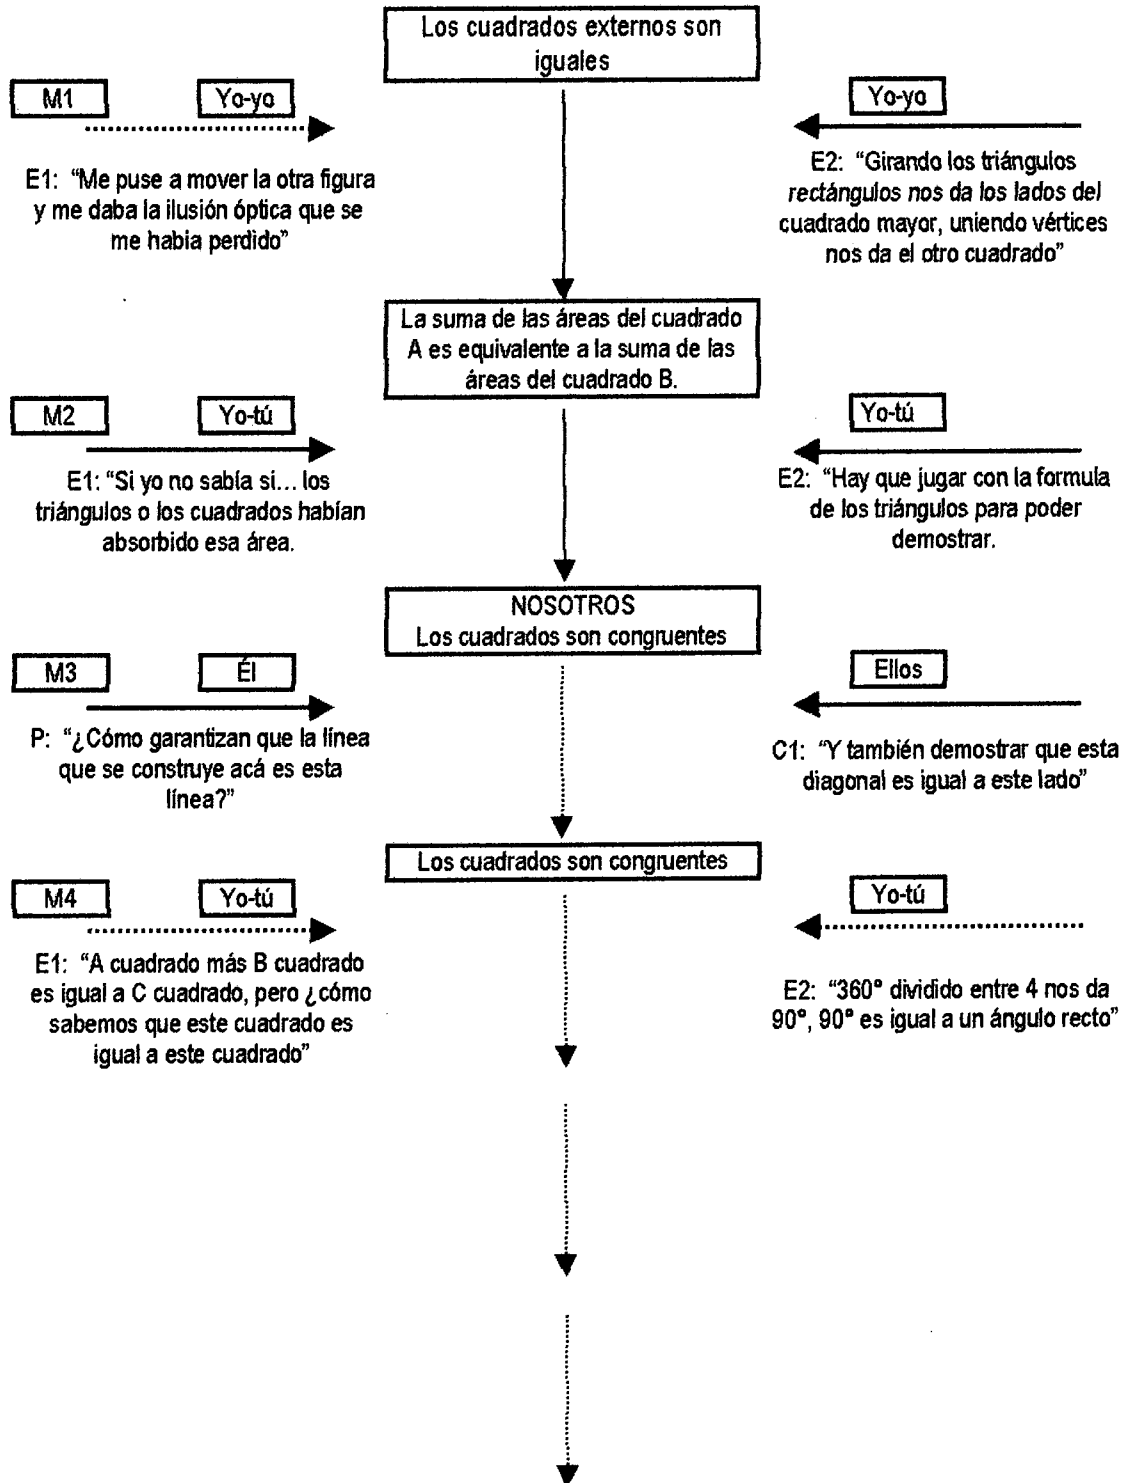 Los cuadrados externos son
iguales
M1
Yo-yo
Yo-yo
E1: “Me puse a mover la otra figura
y me daba la ilusión óptica que se
me habia perdido”
E2: “Girando los triángulos
rectángulos nos da los lados del
cuadrado mayor, uniendo vértices
nos da el otro cuadrado”
La suma de las áreas del cuadrado
A es equivalente a la suma de las
áreas del cuadrado B.
M2
Yo-tú
Yo-tú
E1: “Si yo no sabía si... los
triángulos o los cuadrados habían
absorbido esa área.
E2: “Hay que jugar con la formula
de los triángulos para poder
demostrar.
NOSOTROS
Los cuadrados son congruentes
M3
Él
Ellos
P: “¿Cómo garantizan que la línea
que se construye acá es esta
línea?”
C1: “Y también demostrar que esta
diagonal es igual a este lado”
Los cuadrados son congruentes
M4
Yo-tú
Yo-tú
E1: “A cuadrado más B cuadrado
es igual a C cuadrado, pero ¿cómo
sabemos que este cuadrado es
igual a este cuadrado”
E2: “360° dividido entre 4 nos da
90°, 90° es igual a un ángulo recto”